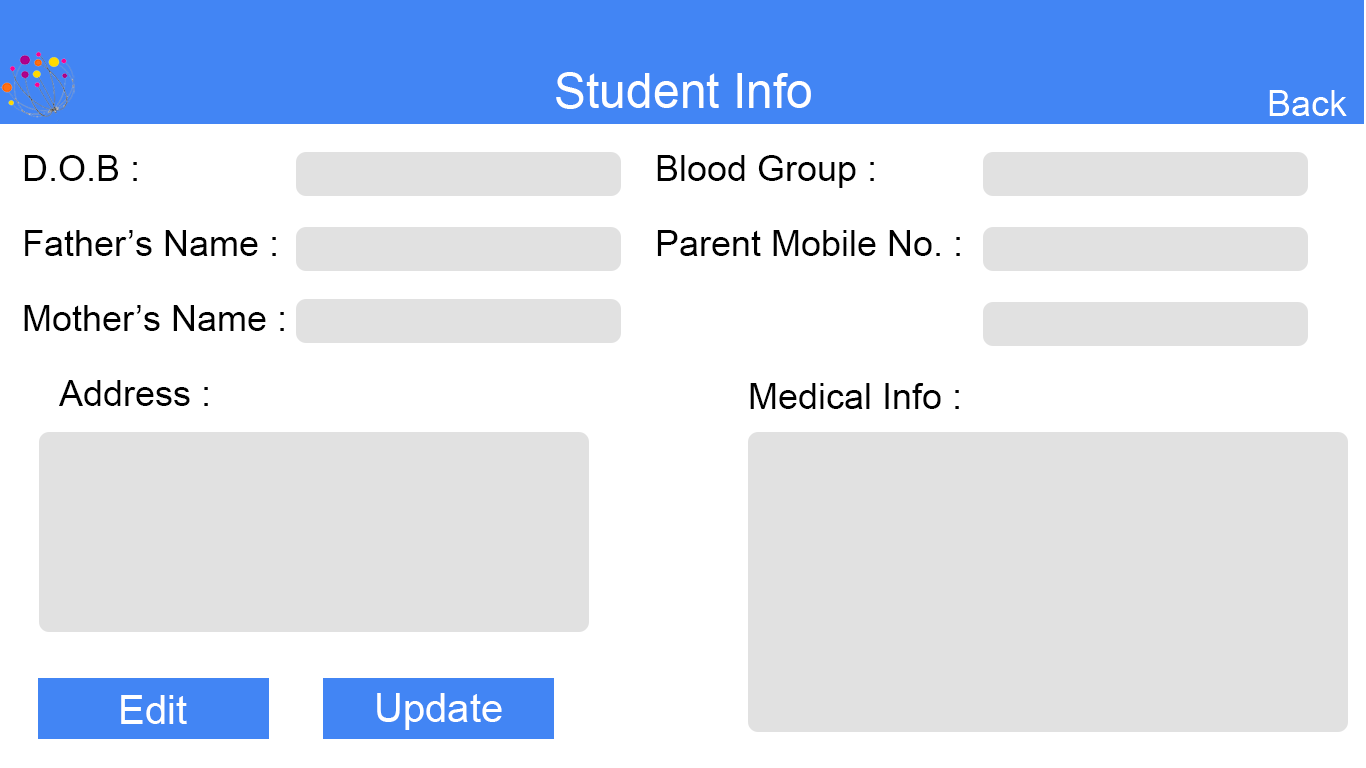 Student Info
Back
D.O.B :
Blood Group :
Father’s Name :
Parent Mobile No. :
Mother’s Name :
Address :
Medical Info :
Edit
Update